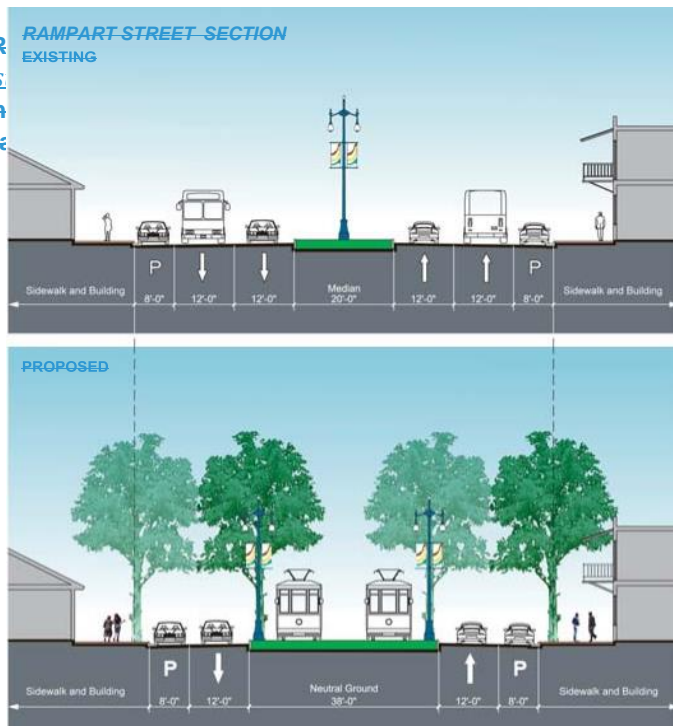 RAMPART STREET SECTION
EXISTING
P
P
Sidewalk and Building
8'-0"
12'-0"
12'-0"
Median
20'-0"
12'-0"
12'-0"
8'-0"
Sidewalk and Building
PROPOSED
P
P
Sidewalk and Building
8'-0"
12'-0"
Neutral Ground
38'-0"
12'-0"
8'-0"
Sidewalk and Building